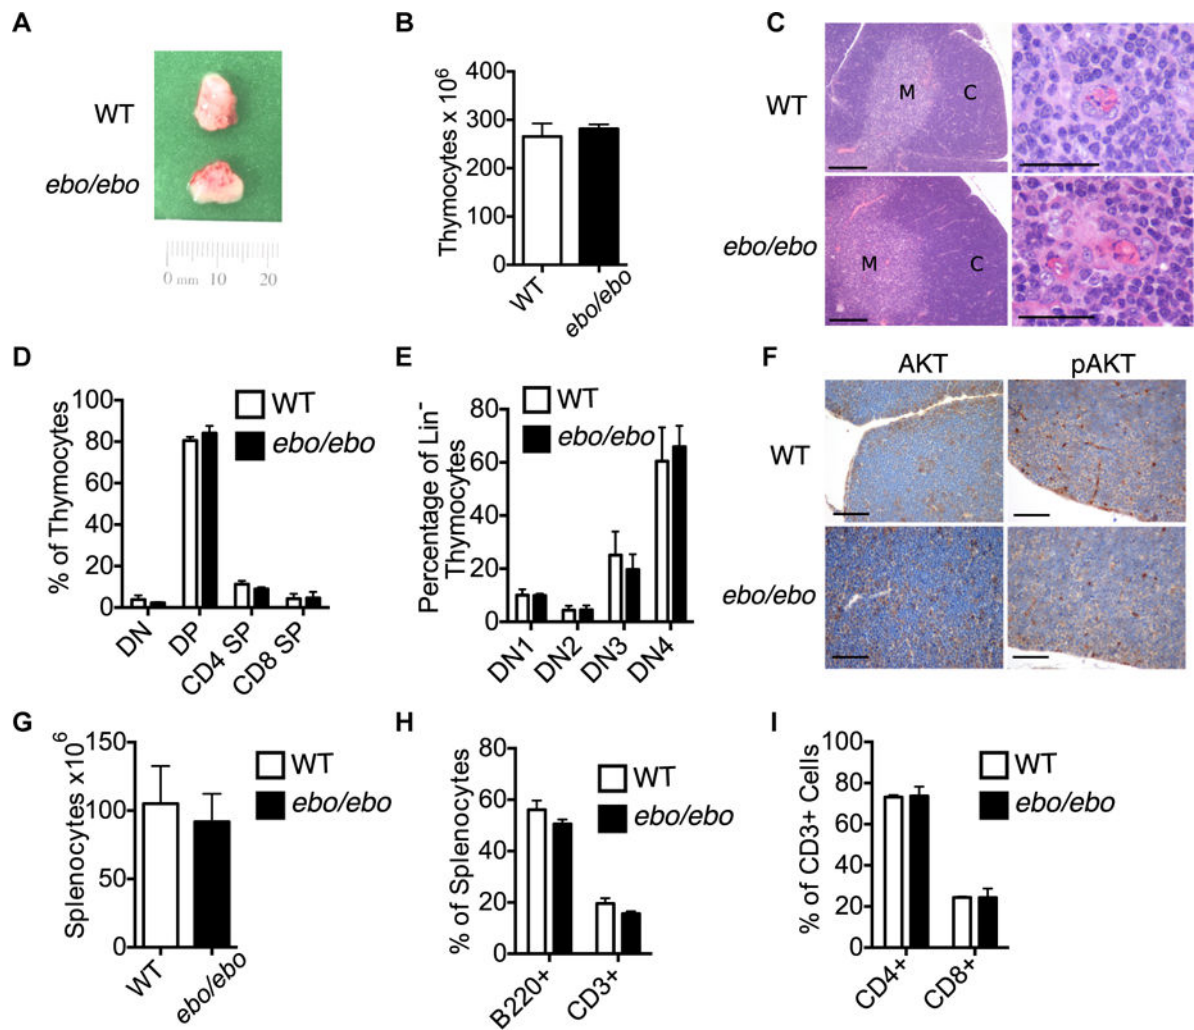 A
WT
ebo/ebo
0 mm 10 20
B
Thymocytes x 10⁶
400
300
200
100
0
WT
ebo/ebo
C
WT
M
C
ebo/ebo
M
C
D
% of Thymocytes
100
80
60
40
20
0
WT
ebo/ebo
DN
DP
CD4 SP
CD8 SP
E
Percentage of Lin⁻
Thymocytes
80
60
40
20
0
WT
ebo/ebo
DN1
DN2
DN3
DN4
F
AKT
pAKT
WT
ebo/ebo
G
Splenocytes x10⁶
150
100
50
0
WT
ebo/ebo
WT
ebo/ebo
H
% of Splenocytes
80
60
40
20
0
WT
ebo/ebo
B220+
CD3+
I
% of CD3+ Cells
100
80
60
40
20
0
WT
ebo/ebo
CD4+
CD8+